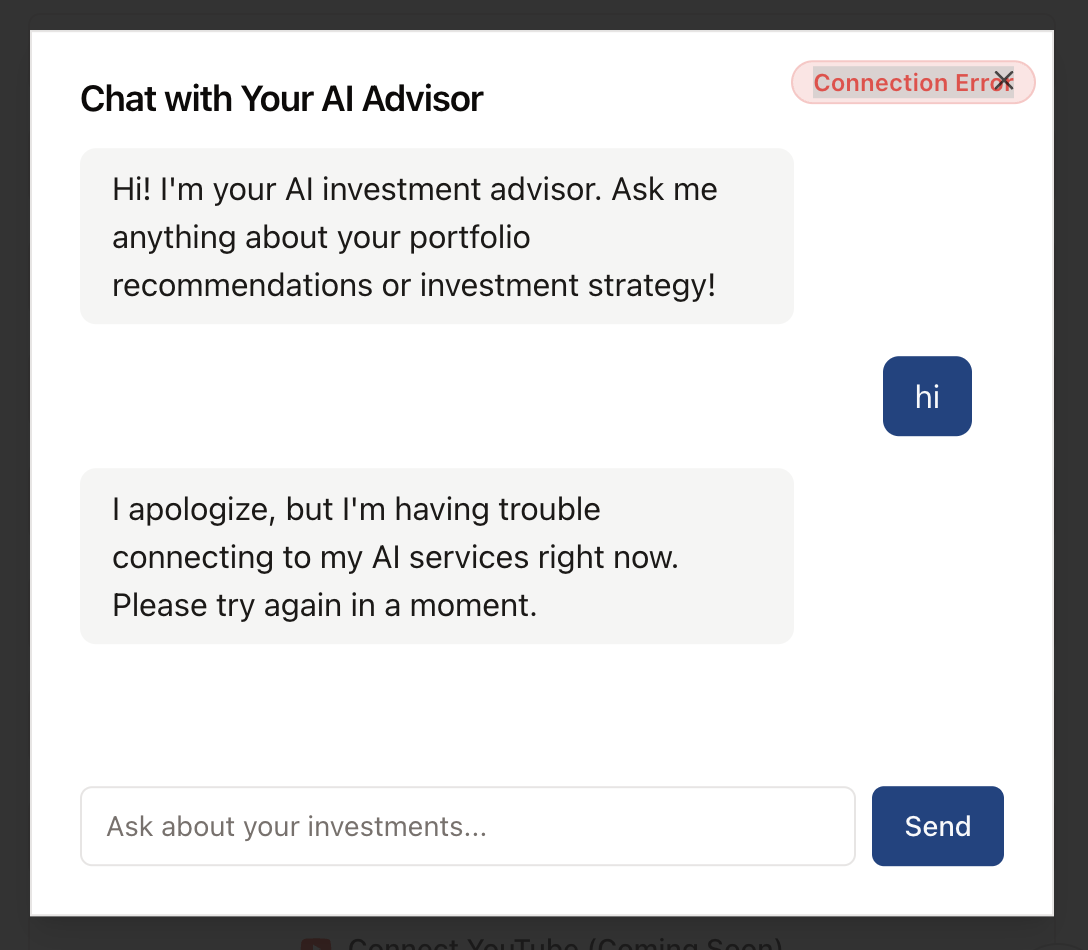 Chat with Your AI Advisor
Connection Error
Hi! I'm your AI investment advisor. Ask me
anything about your portfolio
recommendations or investment strategy!
hi
I apologize, but I'm having trouble
connecting to my AI services right now.
Please try again in a moment.
Ask about your investments...
Send
Connect YouTube (Coming Soon)